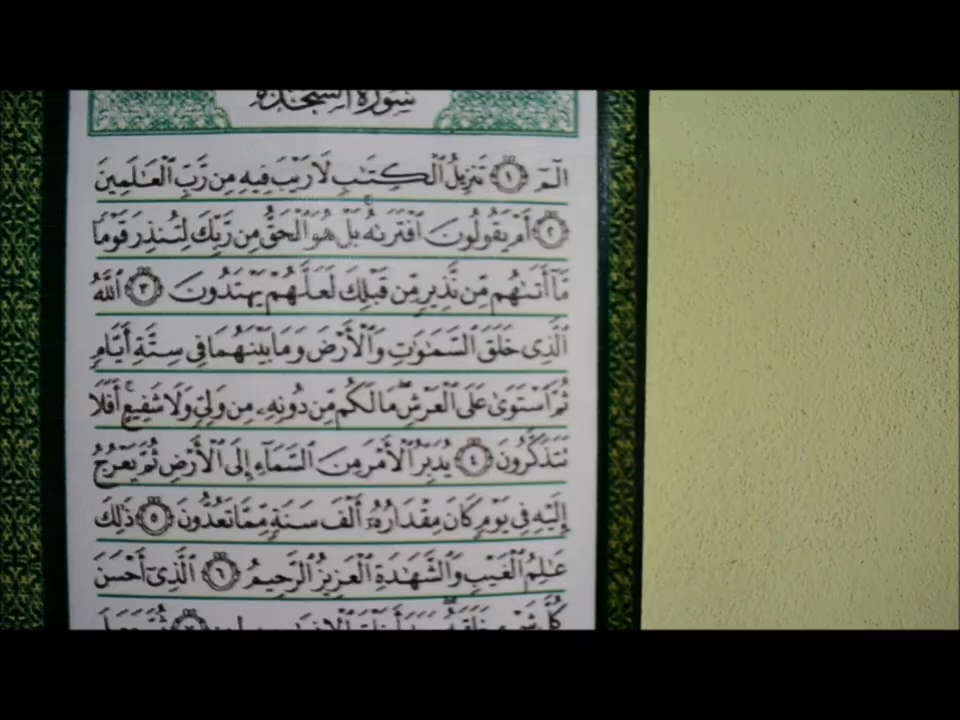 سورة السجدة
الٓمٓ ١ تَنزِيلُ ٱلْكِتَٰبِ لَا رَيْبَ فِيهِ مِن رَّبِّ ٱلْعَٰلَمِينَ
٢ أَمْ يَقُولُونَ ٱفْتَرَىٰهُ ۚ بَلْ هُوَ ٱلْحَقُّ مِن رَّبِّكَ لِتُنذِرَ قَوْمًا
مَّآ أَتَىٰهُم مِّن نَّذِيرٍ مِّن قَبْلِكَ لَعَلَّهُمْ يَهْتَدُونَ ٣ ٱللَّهُ
ٱلَّذِى خَلَقَ ٱلسَّمَٰوَٰتِ وَٱلْأَرْضَ وَمَا بَيْنَهُمَا فِى سِتَّةِ أَيَّامٍ
ثُمَّ ٱسْتَوَىٰ عَلَى ٱلْعَرْشِ ۖ مَا لَكُم مِّن دُونِهِۦ مِن وَلِىٍّ وَلَا شَفِيعٍ ۚ أَفَلَا
تَتَذَكَّرُونَ ٤ يُدَبِّرُ ٱلْأَمْرَ مِنَ ٱلسَّمَآءِ إِلَى ٱلْأَرْضِ ثُمَّ يَعْرُجُ
إِلَيْهِ فِى يَوْمٍ كَانَ مِقْدَارُهُۥٓ أَلْفَ سَنَةٍ مِّمَّا تَعُدُّونَ ٥ ذَٰلِكَ
عَٰلِمُ ٱلْغَيْبِ وَٱلشَّهَٰدَةِ ٱلْعَزِيزُ ٱلرَّحِيمُ ٦ ٱلَّذِىٓ أَحْسَنَ
كُلَّ شَىْءٍ خَلَقَهُۥ